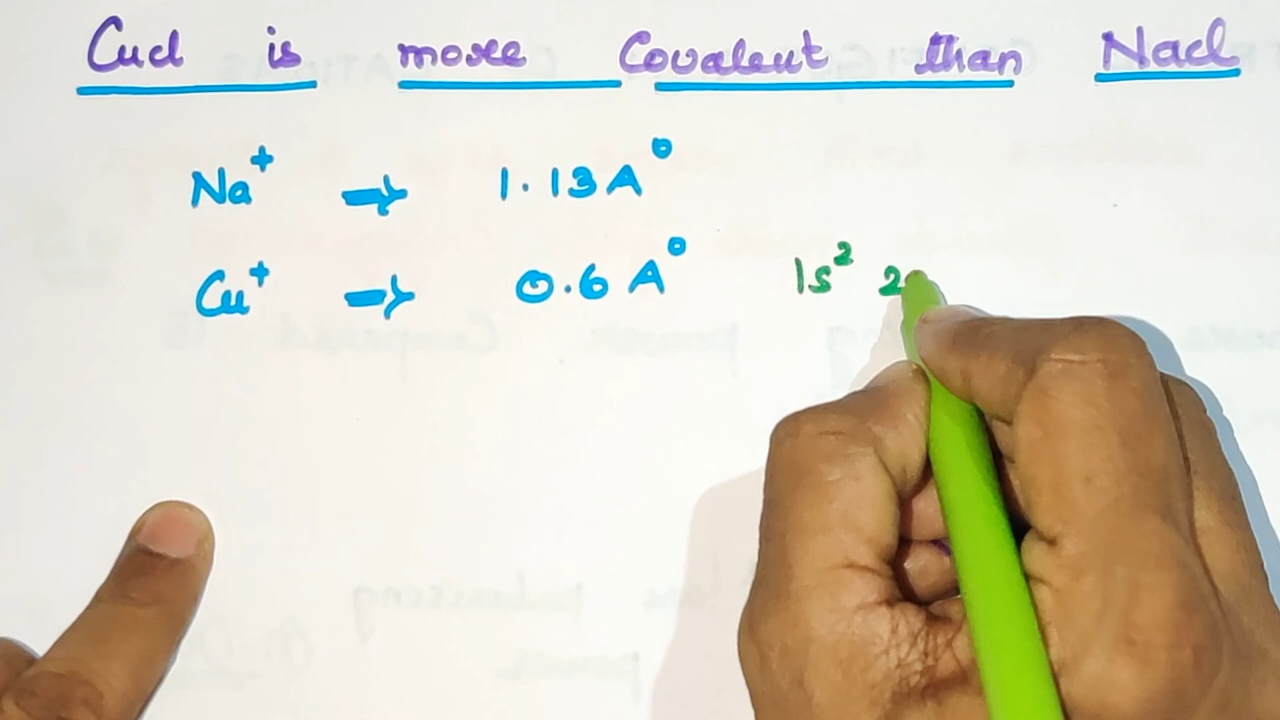 CuCl is more Covalent than NaCl
Na⁺ → 1.13 A°
Cu⁺ → 0.6 A° 1s² 2